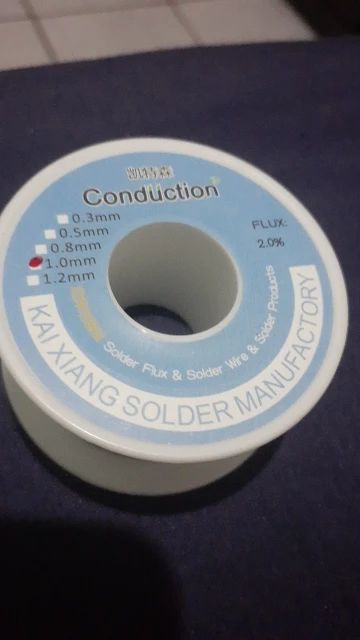 Conduction
0.3mm
0.5mm
0.8mm
1.0mm
1.2mm
FLUX:
2.0%
Solder Flux & Solder Wire & Solder Products
KAI XIANG SOLDER MANUFACTORY